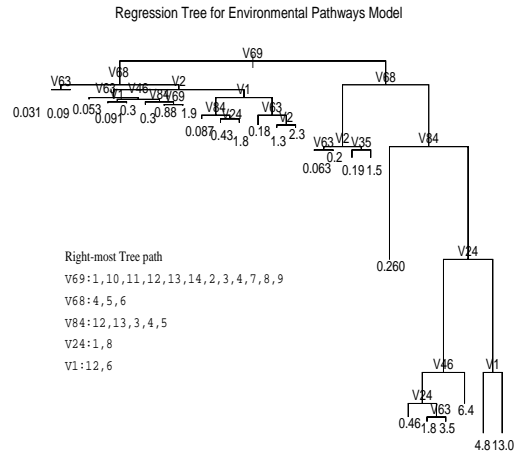 Regression Tree for Environmental Pathways Model
V69
V68 V68
V63 V2
V63 V46 V1
V1 V84 V69
0.031 0.09 0.053 0.091 0.3 0.3 0.88 1.9
V84 V24 V63 V2
0.087 0.43 1.8 0.18 1.3 2.3
V63 V2 V35 V84
0.063 0.2 0.19 1.5
0.260
V24
Right-most Tree path
V69:1,10,11,12,13,14,2,3,4,7,8,9
V68:4,5,6
V84:12,13,3,4,5
V24:1,8
V1:12,6
V46 V1
V24 V63 6.4
0.46 1.8 3.5
4.8 13.0